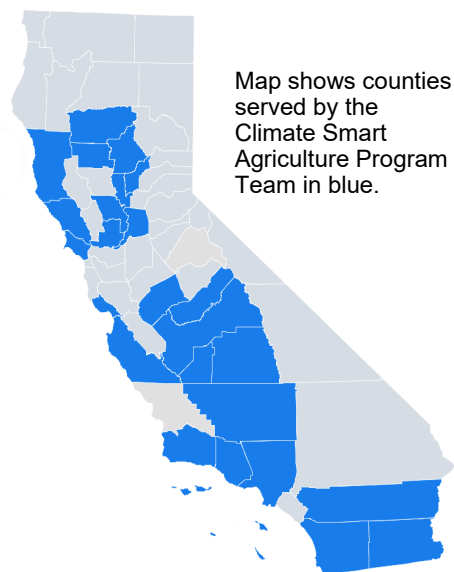 Map shows counties
served by the
Climate Smart
Agriculture Program
Team in blue.